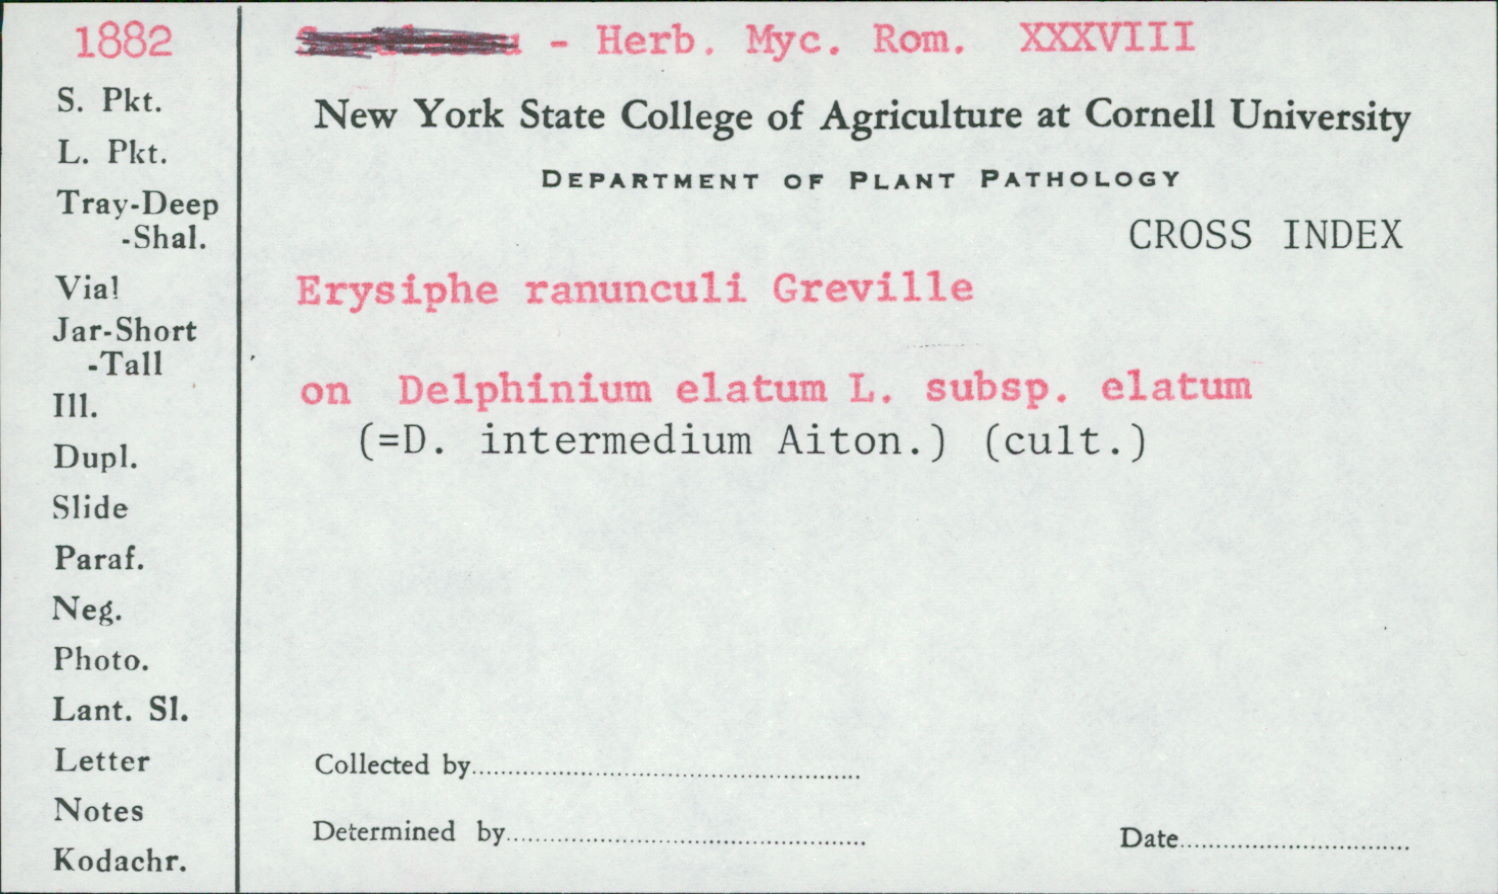 1882
- Herb. Myc. Rom. XXXVIII
S. Pkt.
L. Pkt.
Tray-Deep
-Shal.
Vial
Jar-Short
-Tall
Ill.
Dupl.
Slide
Paraf.
Neg.
Photo.
Lant. Sl.
Letter
Notes
Kodachr.
New York State College of Agriculture at Cornell University
DEPARTMENT OF PLANT PATHOLOGY
CROSS INDEX
Erysiphe ranunculi Greville
on Delphinium elatum L. subsp. elatum
(=D. intermedium Aiton.) (cult.)
Collected by
Determined by
Date